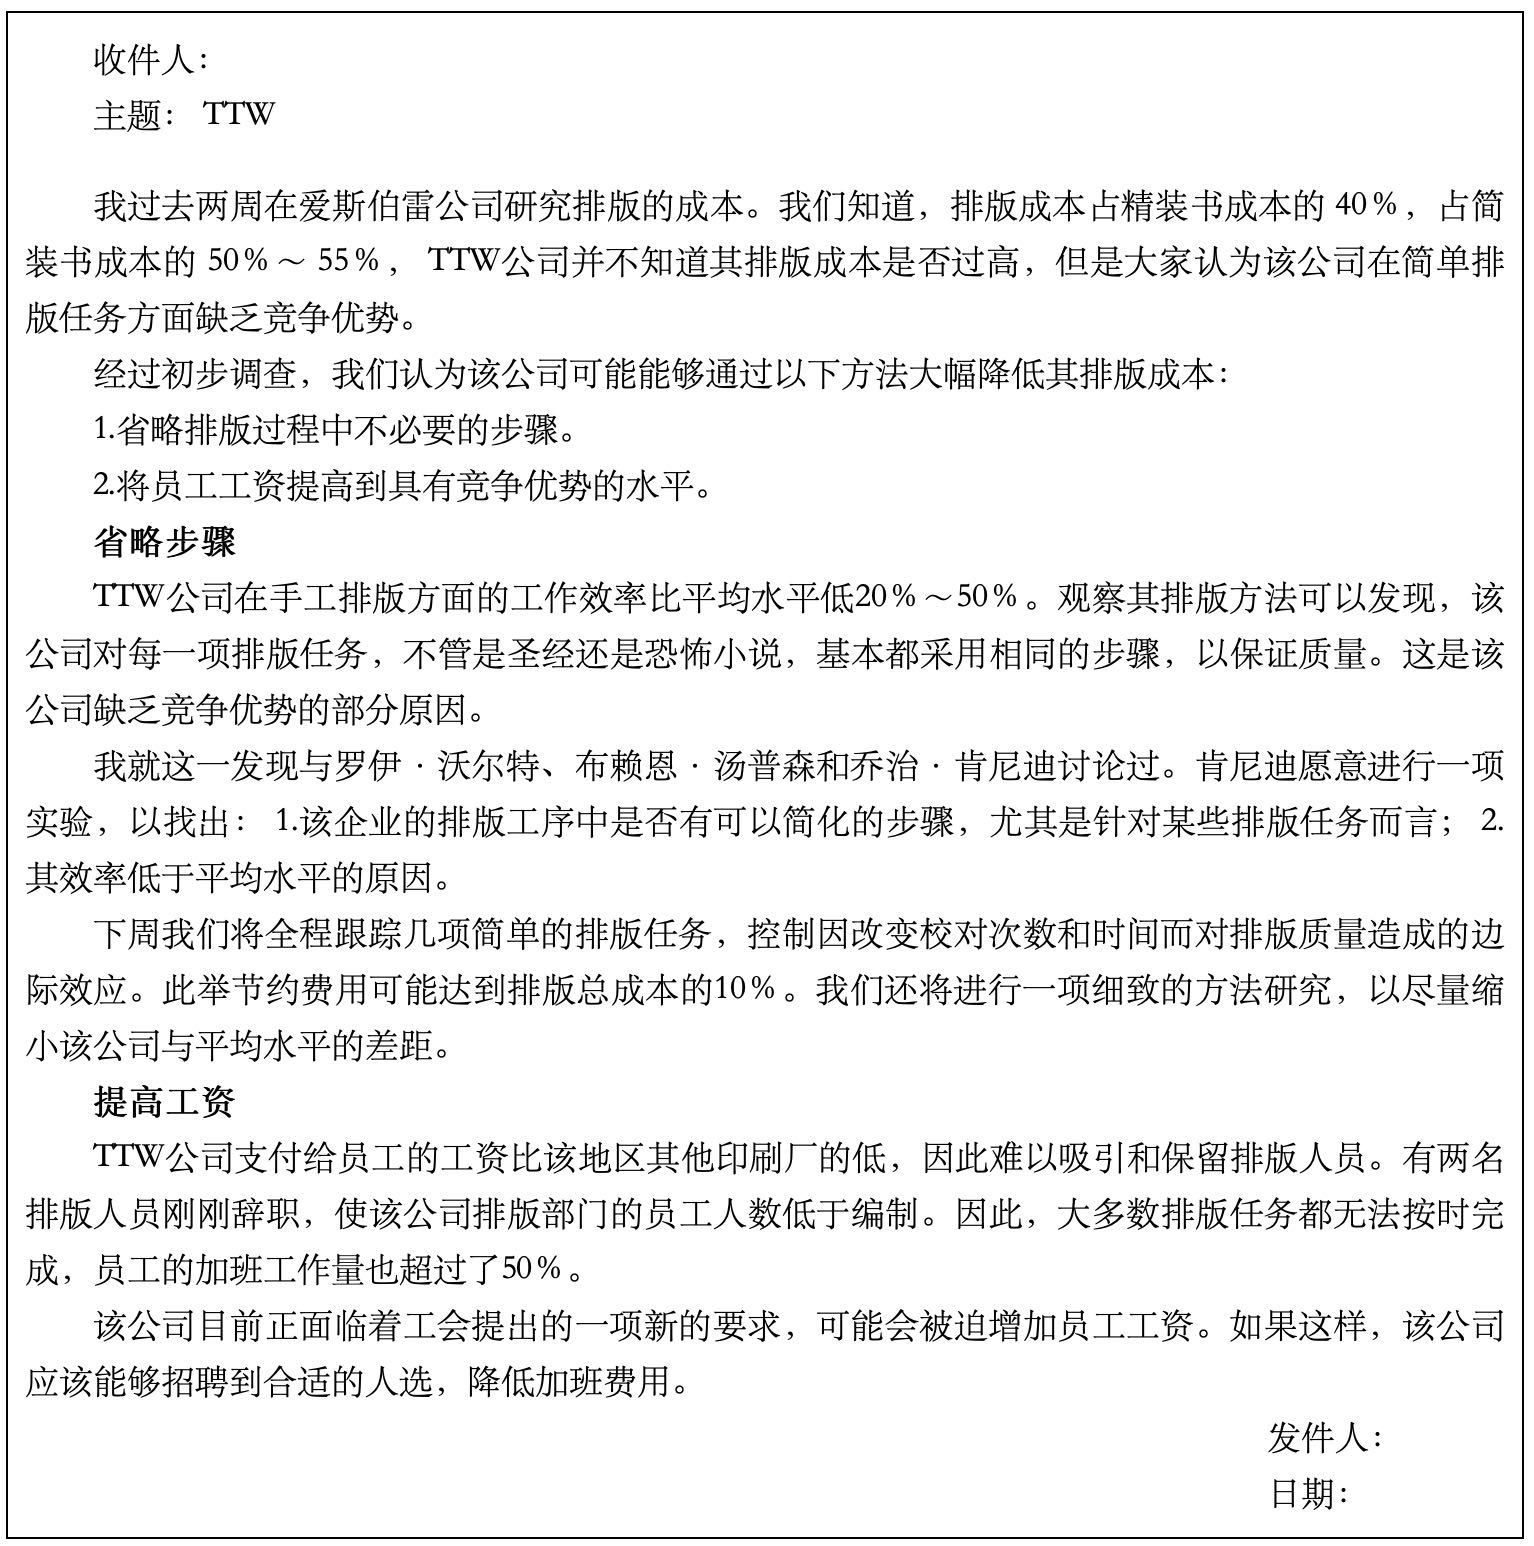 收件人：
主题： TTW
我过去两周在爱斯伯雷公司研究排版的成本。我们知道，排版成本占精装书成本的 40%，占简
装书成本的 50%～ 55%， TTW公司并不知道其排版成本是否过高，但是大家认为该公司在简单排
版任务方面缺乏竞争优势。
经过初步调查，我们认为该公司可能能够通过以下方法大幅降低其排版成本：
1.省略排版过程中不必要的步骤。
2.将员工工资提高到具有竞争优势的水平。
省略步骤
TTW公司在手工排版方面的工作效率比平均水平低20%～50%。观察其排版方法可以发现，该
公司对每一项排版任务，不管是圣经还是恐怖小说，基本都采用相同的步骤，以保证质量。这是该
公司缺乏竞争优势的部分原因。
我就这一发现与罗伊·沃尔特、布赖恩·汤普森和乔治·肯尼迪讨论过。肯尼迪愿意进行一项
实验，以找出： 1.该企业的排版工序中是否有可以简化的步骤，尤其是针对某些排版任务而言； 2.
其效率低于平均水平的原因。
下周我们将全程跟踪几项简单的排版任务，控制因改变校对次数和时间而对排版质量造成的边
际效应。此举节约费用可能达到排版总成本的10%。我们还将进行一项细致的方法研究，以尽量缩
小该公司与平均水平的差距。
提高工资
TTW公司支付给员工的工资比该地区其他印刷厂的低，因此难以吸引和保留排版人员。有两名
排版人员刚刚辞职，使该公司排版部门的员工人数低于编制。因此，大多数排版任务都无法按时完
成，员工的加班工作量也超过了50%。
该公司目前正面临着工会提出的一项新的要求，可能会被迫增加员工工资。如果这样，该公司
应该能够招聘到合适的人选，降低加班费用。
发件人：
日期：